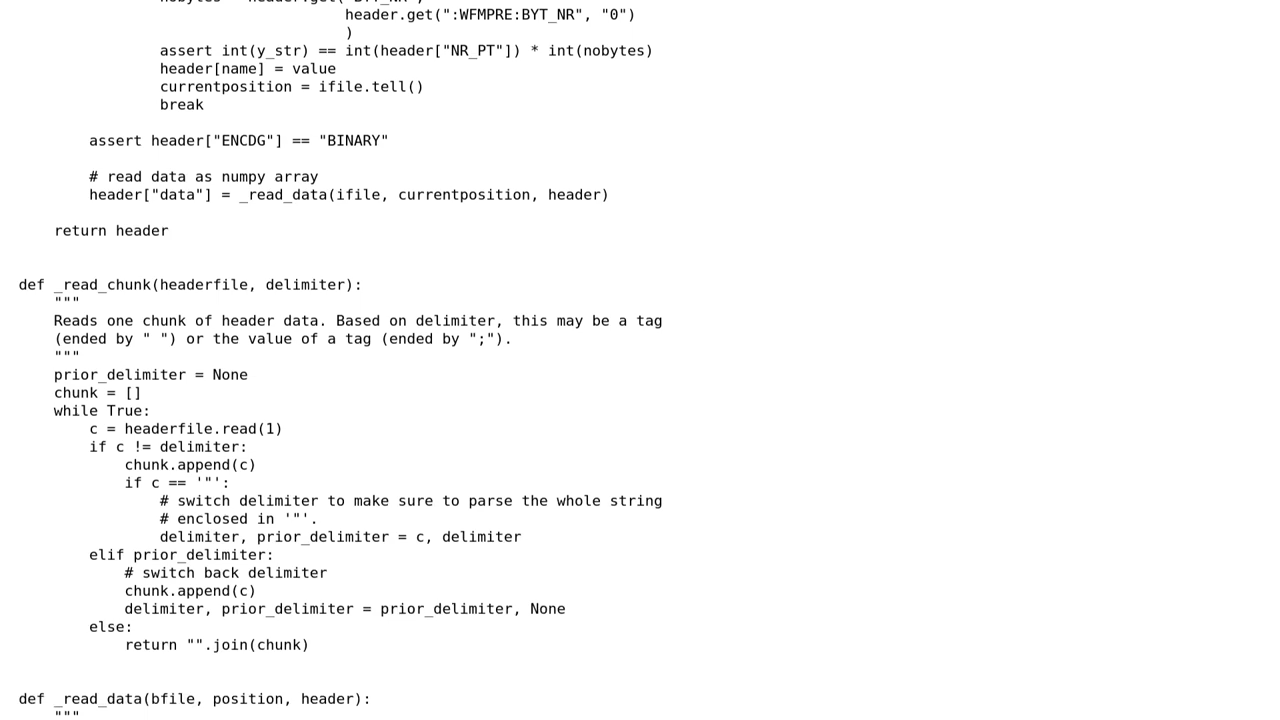 header.get(":WFMPRE:BYT_NR", "0")
)
assert int(y_str) == int(header["NR_PT"]) * int(nobytes)
header[name] = value
currentposition = ifile.tell()
break
assert header["ENCDG"] == "BINARY"
# read data as numpy array
header["data"] = _read_data(ifile, currentposition, header)
return header
def _read_chunk(headerfile, delimiter):
"""
Reads one chunk of header data. Based on delimiter, this may be a tag
(ended by " ") or the value of a tag (ended by ";").
"""
prior_delimiter = None
chunk = []
while True:
c = headerfile.read(1)
if c != delimiter:
chunk.append(c)
if c == '"':
# switch delimiter to make sure to parse the whole string
# enclosed in '"'.
delimiter, prior_delimiter = c, delimiter
elif prior_delimiter:
# switch back delimiter
chunk.append(c)
delimiter, prior_delimiter = prior_delimiter, None
else:
return "".join(chunk)
def _read_data(bfile, position, header):
"""